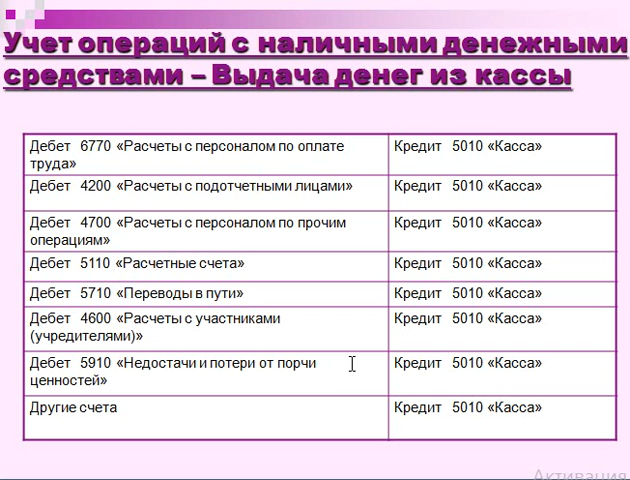 Учет операций с наличными денежными
средствами – Выдача денег из кассы
Дебет 6770 «Расчеты с персоналом по оплате
труда»
Кредит 5010 «Касса»
Дебет 4200 «Расчеты с подотчетными лицами»
Кредит 5010 «Касса»
Дебет 4700 «Расчеты с персоналом по прочим
операциям»
Кредит 5010 «Касса»
Дебет 5110 «Расчетные счета»
Кредит 5010 «Касса»
Дебет 5710 «Переводы в пути»
Кредит 5010 «Касса»
Дебет 4600 «Расчеты с участниками
(учредителями)»
Кредит 5010 «Касса»
Дебет 5910 «Недостачи и потери от порчи
ценностей»
Кредит 5010 «Касса»
Другие счета
Кредит 5010 «Касса»
Активация